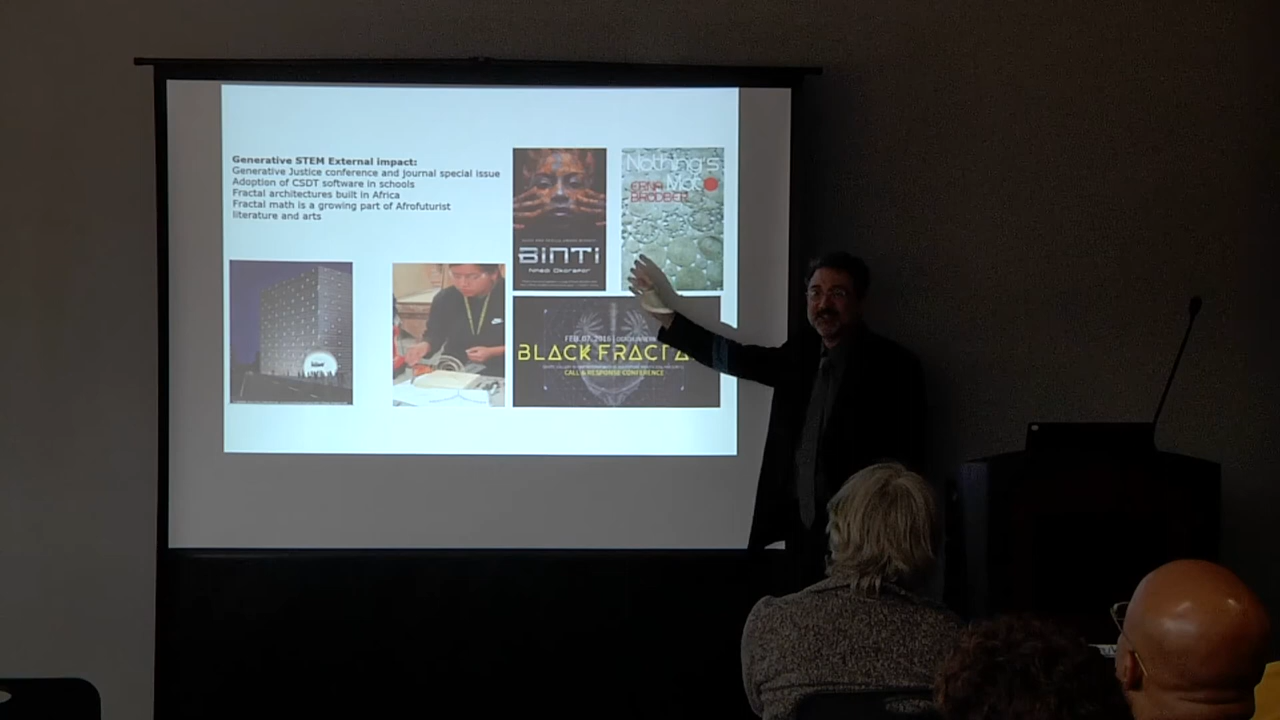 Generative STEM External impact:
Generative Justice conference and journal special issue
Adoption of CSDT software in schools
Fractal architectures built in Africa
Fractal math is a growing part of Afrofuturist
literature and arts
BINTI
Nnedi Okorafor
Nothing's
Mat
ERNA
BRODBER
FEB. 07, 2016
BLACK FRACTA
CALL & RESPONSE CONFERENCE